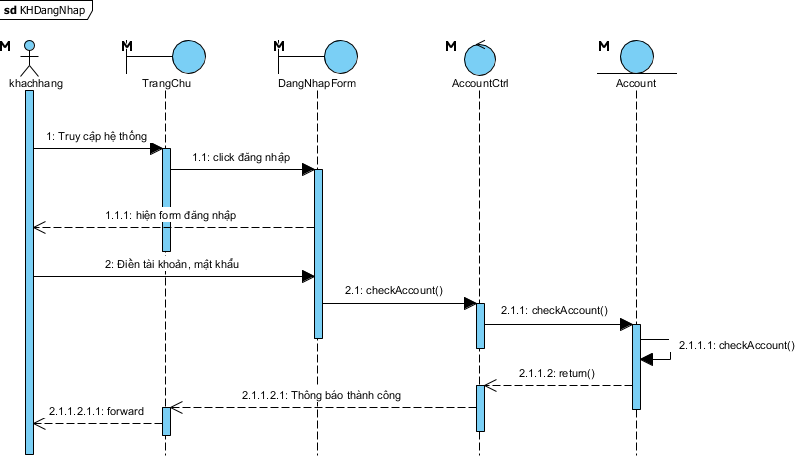 sd KHDangNhap
M
M
M
M
M
khachhang
TrangChu
DangNhapForm
AccountCtrl
Account
1: Truy cập hệ thống
1.1: click đăng nhập
1.1.1: hiện form đăng nhập
2: Điền tài khoản, mật khẩu
2.1: checkAccount()
2.1.1: checkAccount()
2.1.1.1: checkAccount()
2.1.1.2: return()
2.1.1.2.1: Thông báo thành công
2.1.1.2.1.1: forward